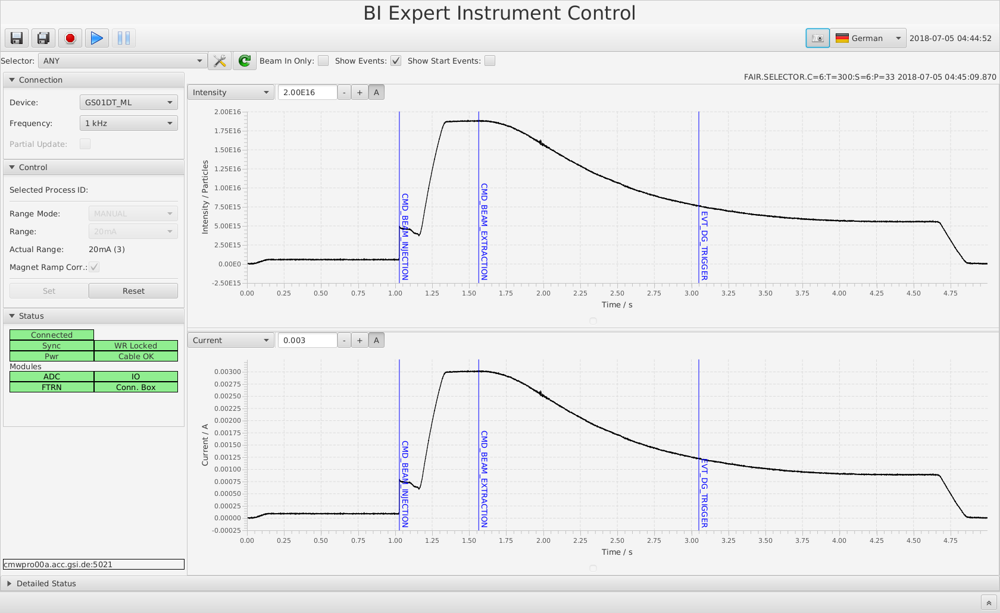 BI Expert Instrument Control
German 2018-07-05 04:44:52
Selector: ANY Beam In Only: Show Events: Show Start Events:
FAIR.SELECTOR.C=6:T=300:S=6:P=33 2018-07-05 04:45:09.870
Connection
Device: GS01DT_ML
Frequency: 1 kHz
Partial Update:
Control
Selected Process ID:
Range Mode: MANUAL
Range: 20mA
Actual Range: 20mA (3)
Magnet Ramp Corr.:
Set Reset
Status
Connected
Sync WR Locked
Pwr Cable OK
Modules
ADC IO
FTRN Conn. Box
cmwpro00a.acc.gsi.de:5021
Intensity 2.00E16 - + A
Intensity / Particles
2.00E16
1.75E16
1.50E16
1.25E16
1.00E16
7.50E15
5.00E15
2.50E15
0.00E0
-2.50E15
CMD_BEAM_INJECTION
CMD_BEAM_EXTRACTION
EVT_DG_TRIGGER
0.00 0.25 0.50 0.75 1.00 1.25 1.50 1.75 2.00 2.25 2.50 2.75 3.00 3.25 3.50 3.75 4.00 4.25 4.50 4.75
Time / s
Current 0.003 - + A
Current / A
0.00300
0.00275
0.00250
0.00225
0.00200
0.00175
0.00150
0.00125
0.00100
0.00075
0.00050
0.00025
0.00000
-0.00025
CMD_BEAM_INJECTION
CMD_BEAM_EXTRACTION
EVT_DG_TRIGGER
0.00 0.25 0.50 0.75 1.00 1.25 1.50 1.75 2.00 2.25 2.50 2.75 3.00 3.25 3.50 3.75 4.00 4.25 4.50 4.75
Time / s
Detailed Status